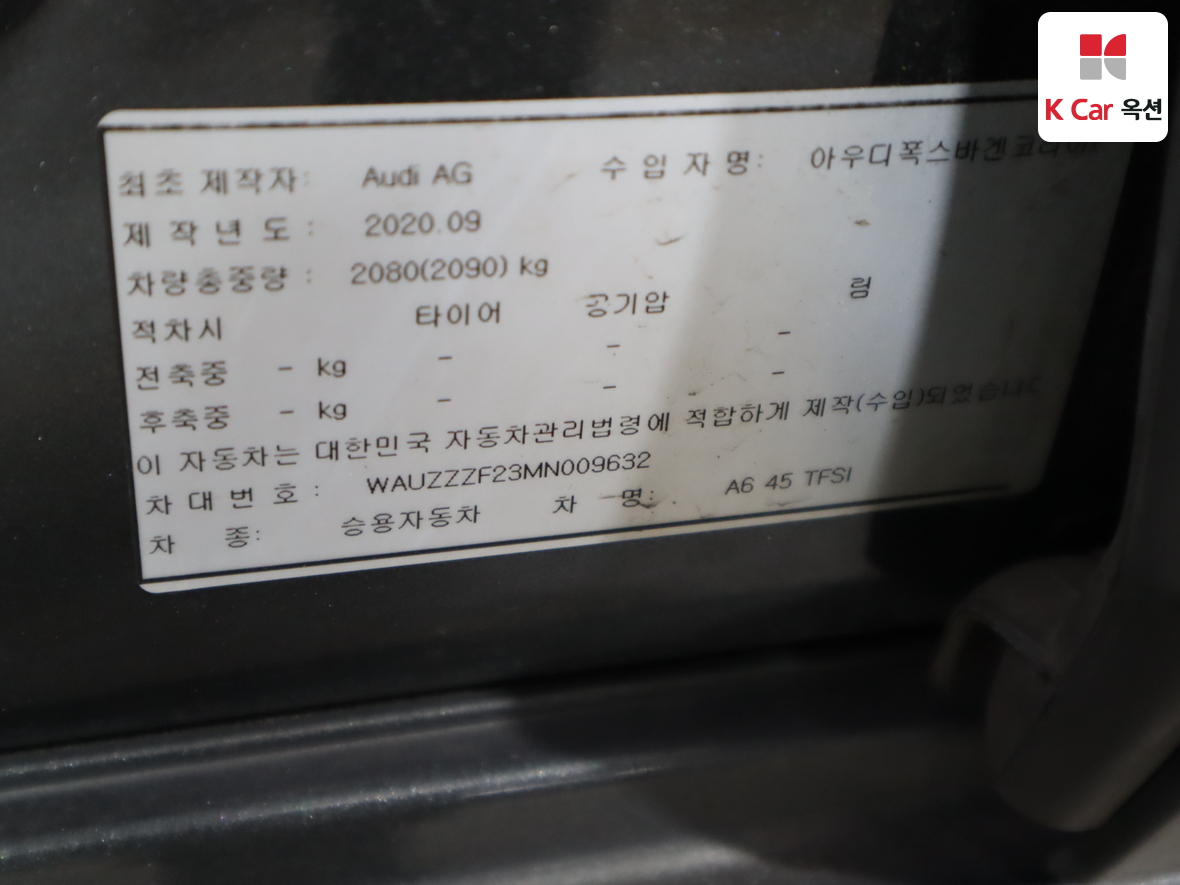 K Car 옥션
최초 제작자: Audi AG 수 입 자 명: 아우디폭스바겐코리아
제 작 년 도 : 2020.09
차량총중량 : 2080(2090) kg
적차시 타이어 공기압 림
전축중 - kg - - -
후축중 - kg - - -
이 자동차는 대한민국 자동차관리법령에 적합하게 제작(수입)되었습니다
차 대 번 호 : WAUZZZF23MN009632
차 종: 승용자동차 차 명: A6 45 TFSI